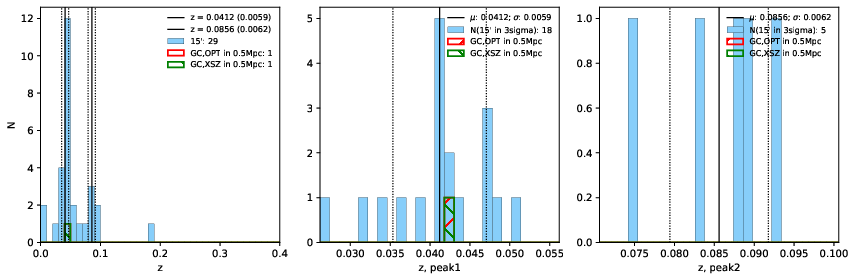 z = 0.0412 (0.0059)
z = 0.0856 (0.0062)
15': 29
GC,OPT in 0.5Mpc: 1
GC,XSZ in 0.5Mpc: 1
N
12
10
8
6
4
2
0
0.0 0.1 0.2 0.3 0.4
z
μ: 0.0412; σ: 0.0059
N(15' in 3sigma): 18
GC,OPT in 0.5Mpc
GC,XSZ in 0.5Mpc
5
4
3
2
1
0
0.030 0.035 0.040 0.045 0.050 0.055
z, peak1
μ: 0.0856; σ: 0.0062
N(15' in 3sigma): 5
GC,OPT in 0.5Mpc
GC,XSZ in 0.5Mpc
1.0
0.8
0.6
0.4
0.2
0.0
0.075 0.080 0.085 0.090 0.095 0.100
z, peak2